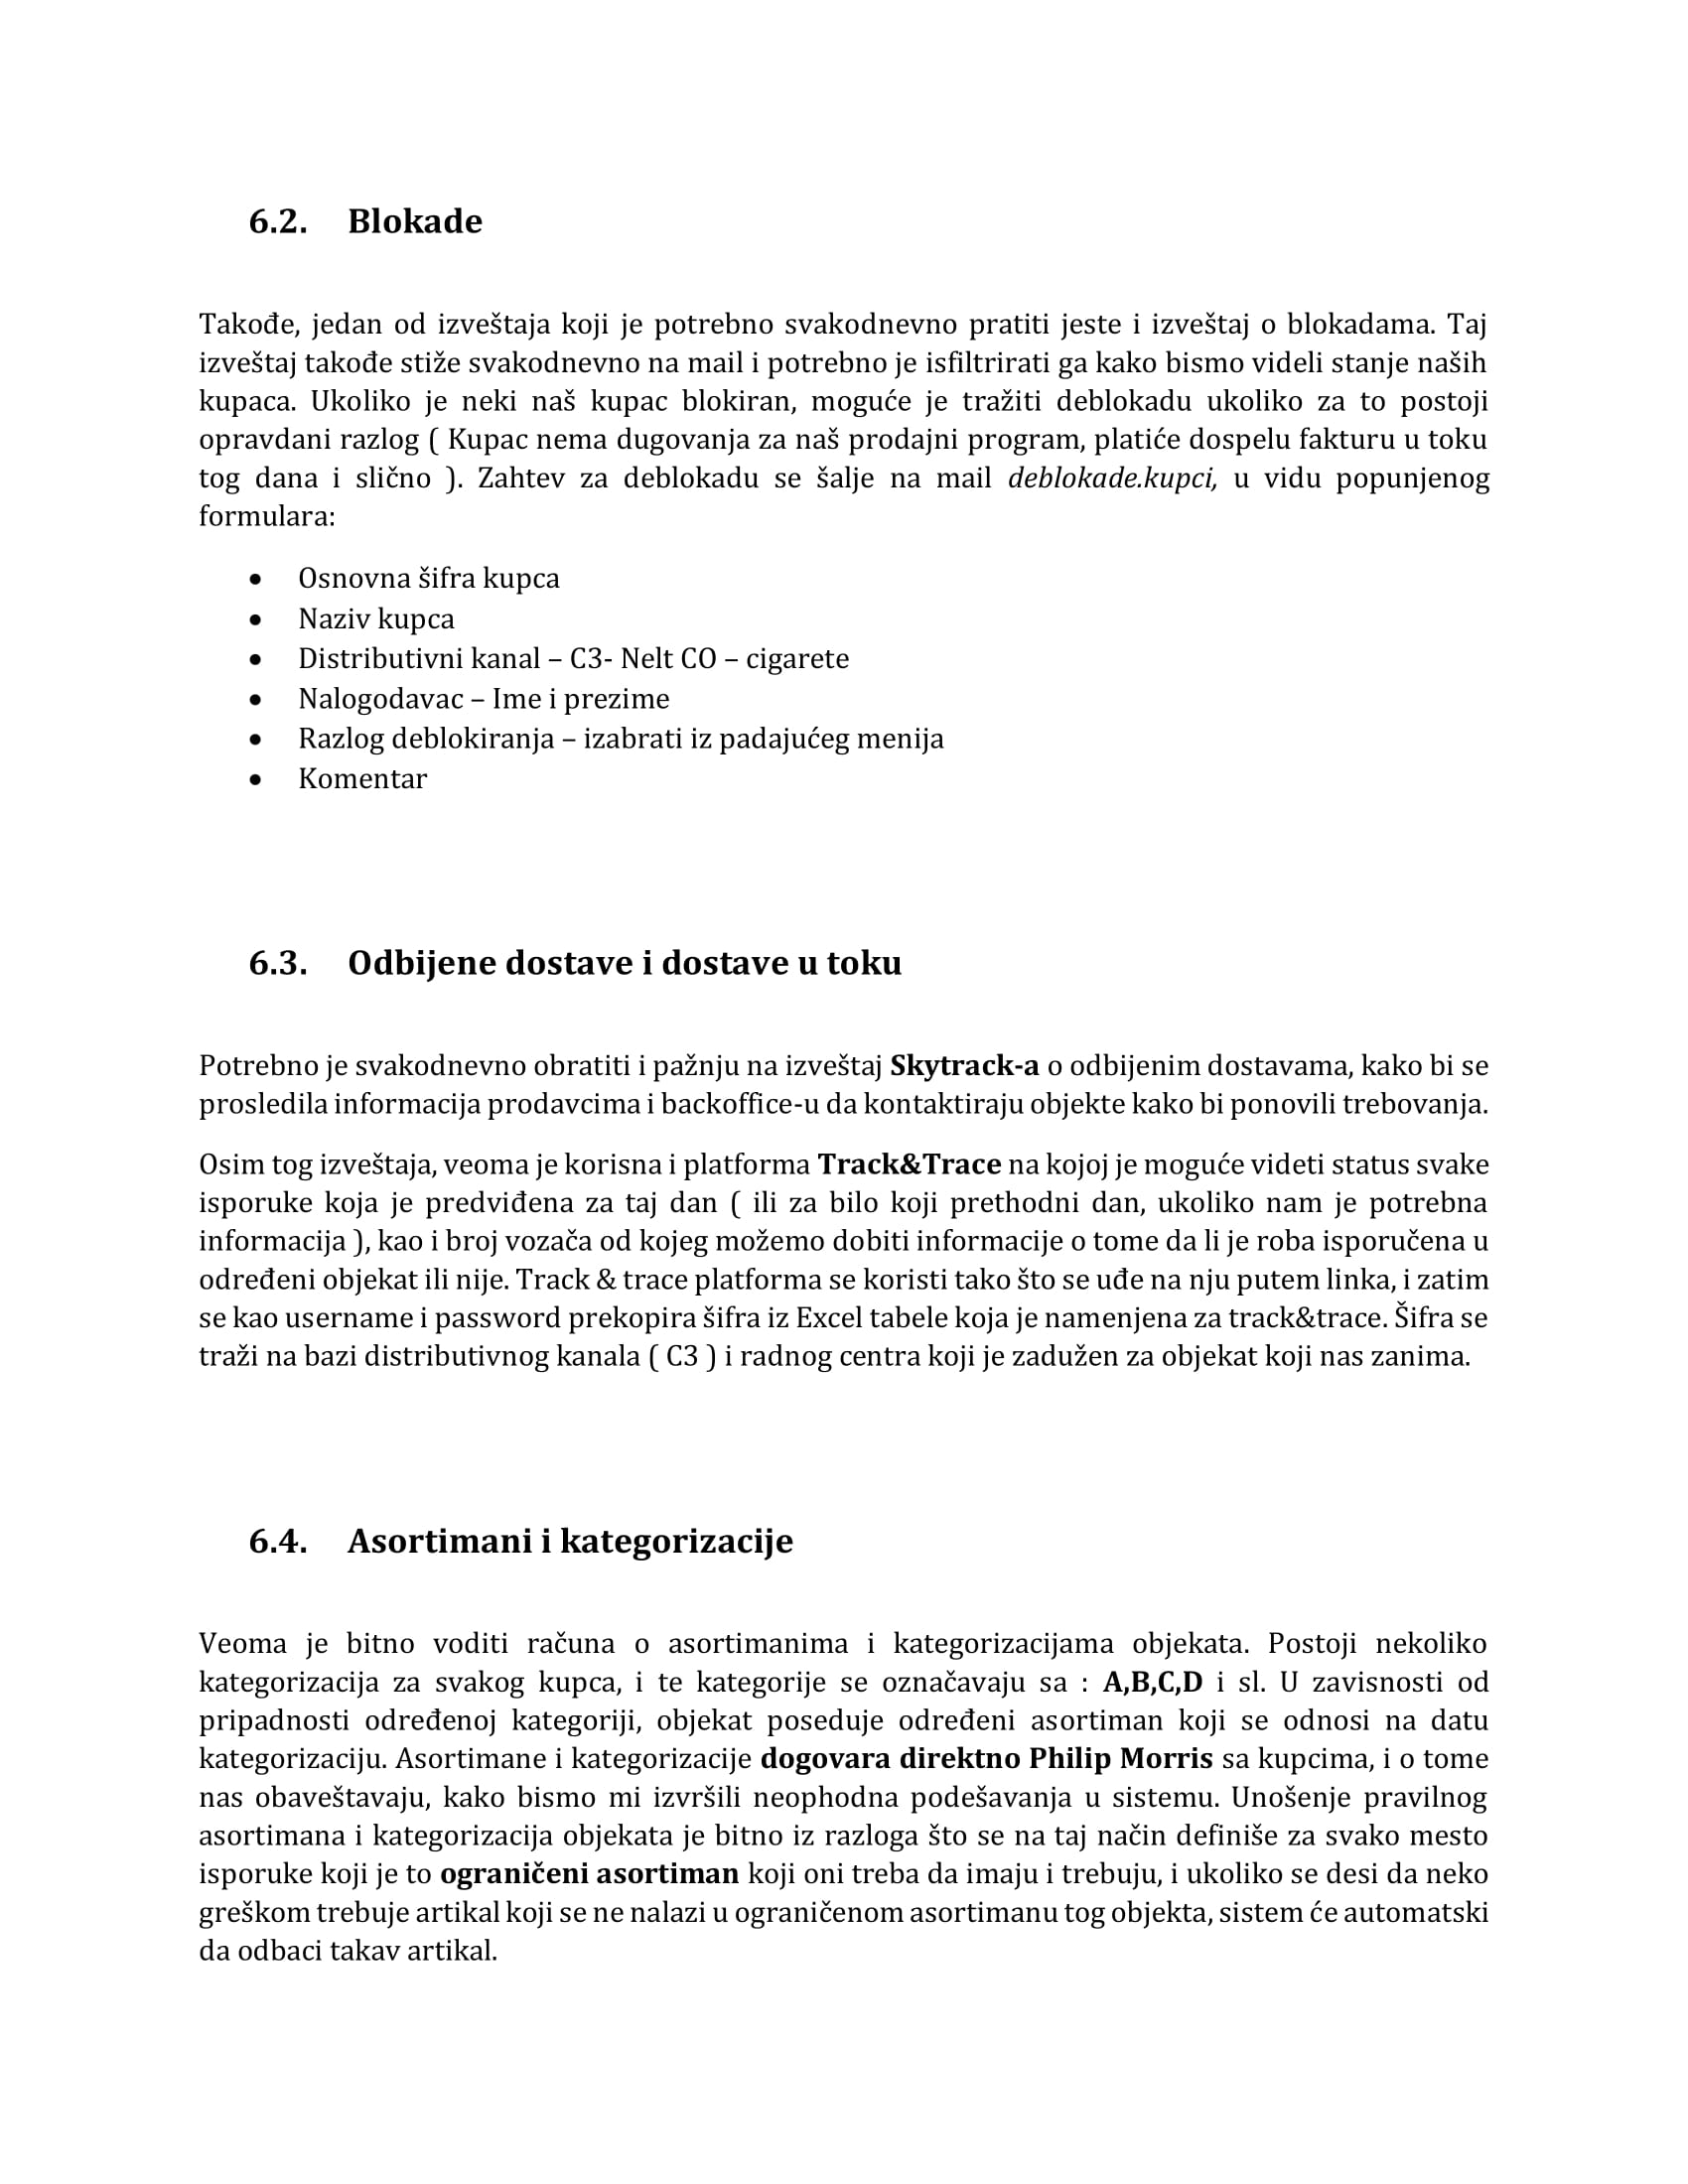 6.2. Blokade
Takođe, jedan od izveštaja koji je potrebno svakodnevno pratiti jeste i izveštaj o blokadama. Taj
izveštaj takođe stiže svakodnevno na mail i potrebno je isfiltrirati ga kako bismo videli stanje naših
kupaca. Ukoliko je neki naš kupac blokiran, moguće je tražiti deblokadu ukoliko za to postoji
opravdani razlog ( Kupac nema dugovanja za naš prodajni program, platiće dospelu fakturu u toku
tog dana i slično ). Zahtev za deblokadu se šalje na mail deblokade.kupci, u vidu popunjenog
formulara:
• Osnovna šifra kupca
• Naziv kupca
• Distributivni kanal – C3- Nelt CO – cigarete
• Nalogodavac – Ime i prezime
• Razlog deblokiranja – izabrati iz padajućeg menija
• Komentar
6.3. Odbijene dostave i dostave u toku
Potrebno je svakodnevno obratiti i pažnju na izveštaj Skytrack-a o odbijenim dostavama, kako bi se
prosledila informacija prodavcima i backoffice-u da kontaktiraju objekte kako bi ponovili trebovanja.
Osim tog izveštaja, veoma je korisna i platforma Track&Trace na kojoj je moguće videti status svake
isporuke koja je predviđena za taj dan ( ili za bilo koji prethodni dan, ukoliko nam je potrebna
informacija ), kao i broj vozača od kojeg možemo dobiti informacije o tome da li je roba isporučena u
određeni objekat ili nije. Track & trace platforma se koristi tako što se uđe na nju putem linka, i zatim
se kao username i password prekopira šifra iz Excel tabele koja je namenjena za track&trace. Šifra se
traži na bazi distributivnog kanala ( C3 ) i radnog centra koji je zadužen za objekat koji nas zanima.
6.4. Asortimani i kategorizacije
Veoma je bitno voditi računa o asortimanima i kategorizacijama objekata. Postoji nekoliko
kategorizacija za svakog kupca, i te kategorije se označavaju sa : A,B,C,D i sl. U zavisnosti od
pripadnosti određenoj kategoriji, objekat poseduje određeni asortiman koji se odnosi na datu
kategorizaciju. Asortimane i kategorizacije dogovara direktno Philip Morris sa kupcima, i o tome
nas obaveštavaju, kako bismo mi izvršili neophodna podešavanja u sistemu. Unošenje pravilnog
asortimana i kategorizacija objekata je bitno iz razloga što se na taj način definiše za svako mesto
isporuke koji je to ograničeni asortiman koji oni treba da imaju i trebuju, i ukoliko se desi da neko
greškom trebuje artikal koji se ne nalazi u ograničenom asortimanu tog objekta, sistem će automatski
da odbaci takav artikal.